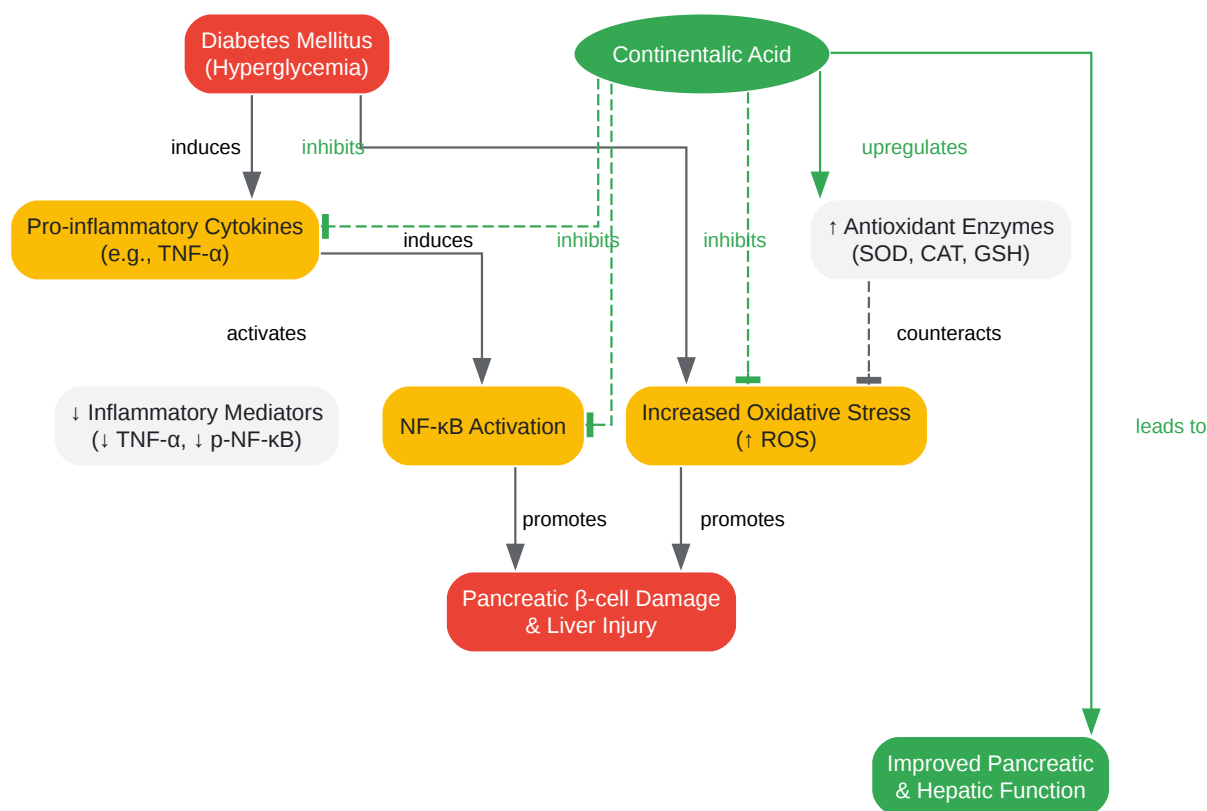 Diabetes Mellitus
(Hyperglycemia)
Continentalic Acid
induces
inhibits
upregulates
Pro-inflammatory Cytokines
(e.g., TNF-α)
induces
inhibits
inhibits
↑ Antioxidant Enzymes
(SOD, CAT, GSH)
activates
counteracts
↓ Inflammatory Mediators
(↓ TNF-α, ↓ p-NF-κB)
NF-κB Activation
Increased Oxidative Stress
(↑ ROS)
leads to
promotes
promotes
Pancreatic β-cell Damage
& Liver Injury
Improved Pancreatic
& Hepatic Function